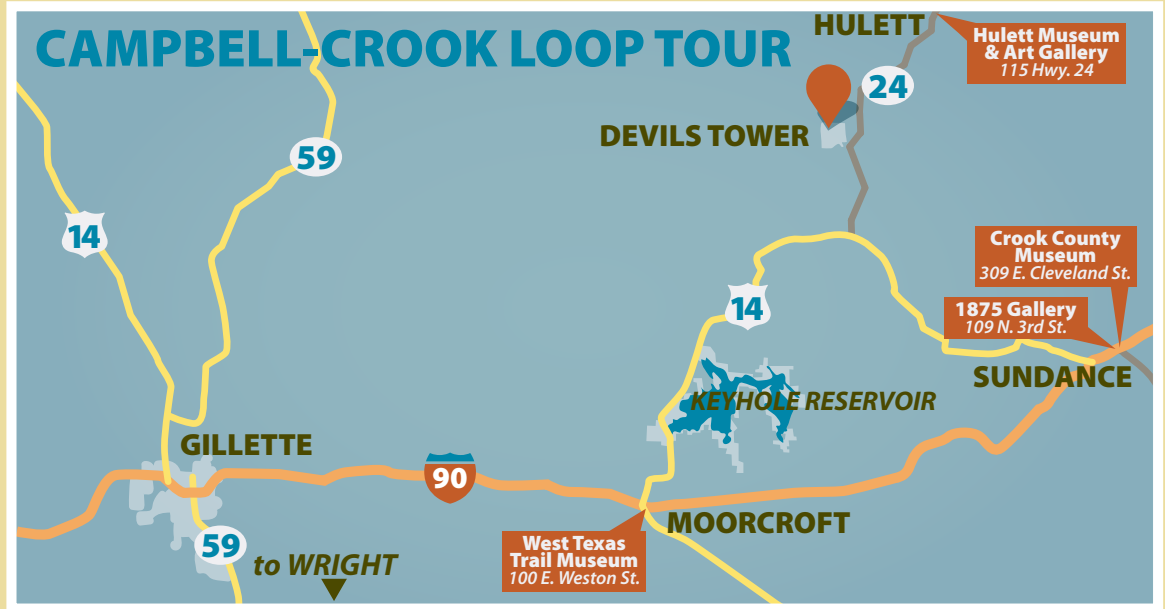 CAMPBELL-CROOK LOOP TOUR
HULETT
Hulett Museum
& Art Gallery
115 Hwy. 24
24
DEVILS TOWER
59
14
Crook County
Museum
309 E. Cleveland St.
14
1875 Gallery
109 N. 3rd St.
SUNDANCE
KEYHOLE RESERVOIR
GILLETTE
90
MOORCROFT
West Texas
Trail Museum
100 E. Weston St.
59
to WRIGHT